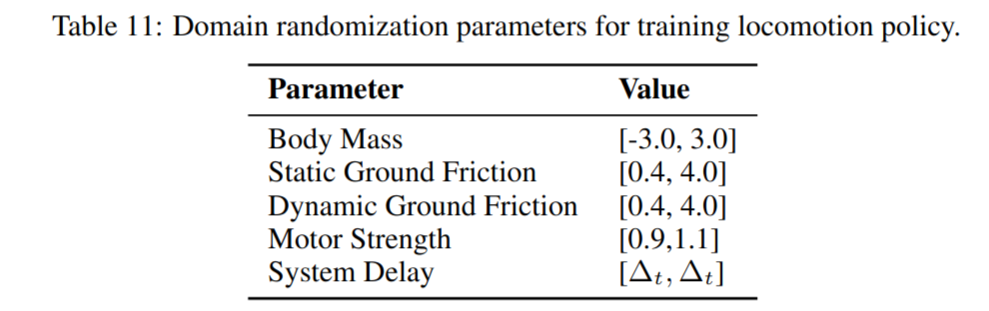 Table 11: Domain randomization parameters for training locomotion policy.
Parameter Value
Body Mass [-3.0, 3.0]
Static Ground Friction [0.4, 4.0]
Dynamic Ground Friction [0.4, 4.0]
Motor Strength [0.9,1.1]
System Delay [Δt, Δt]